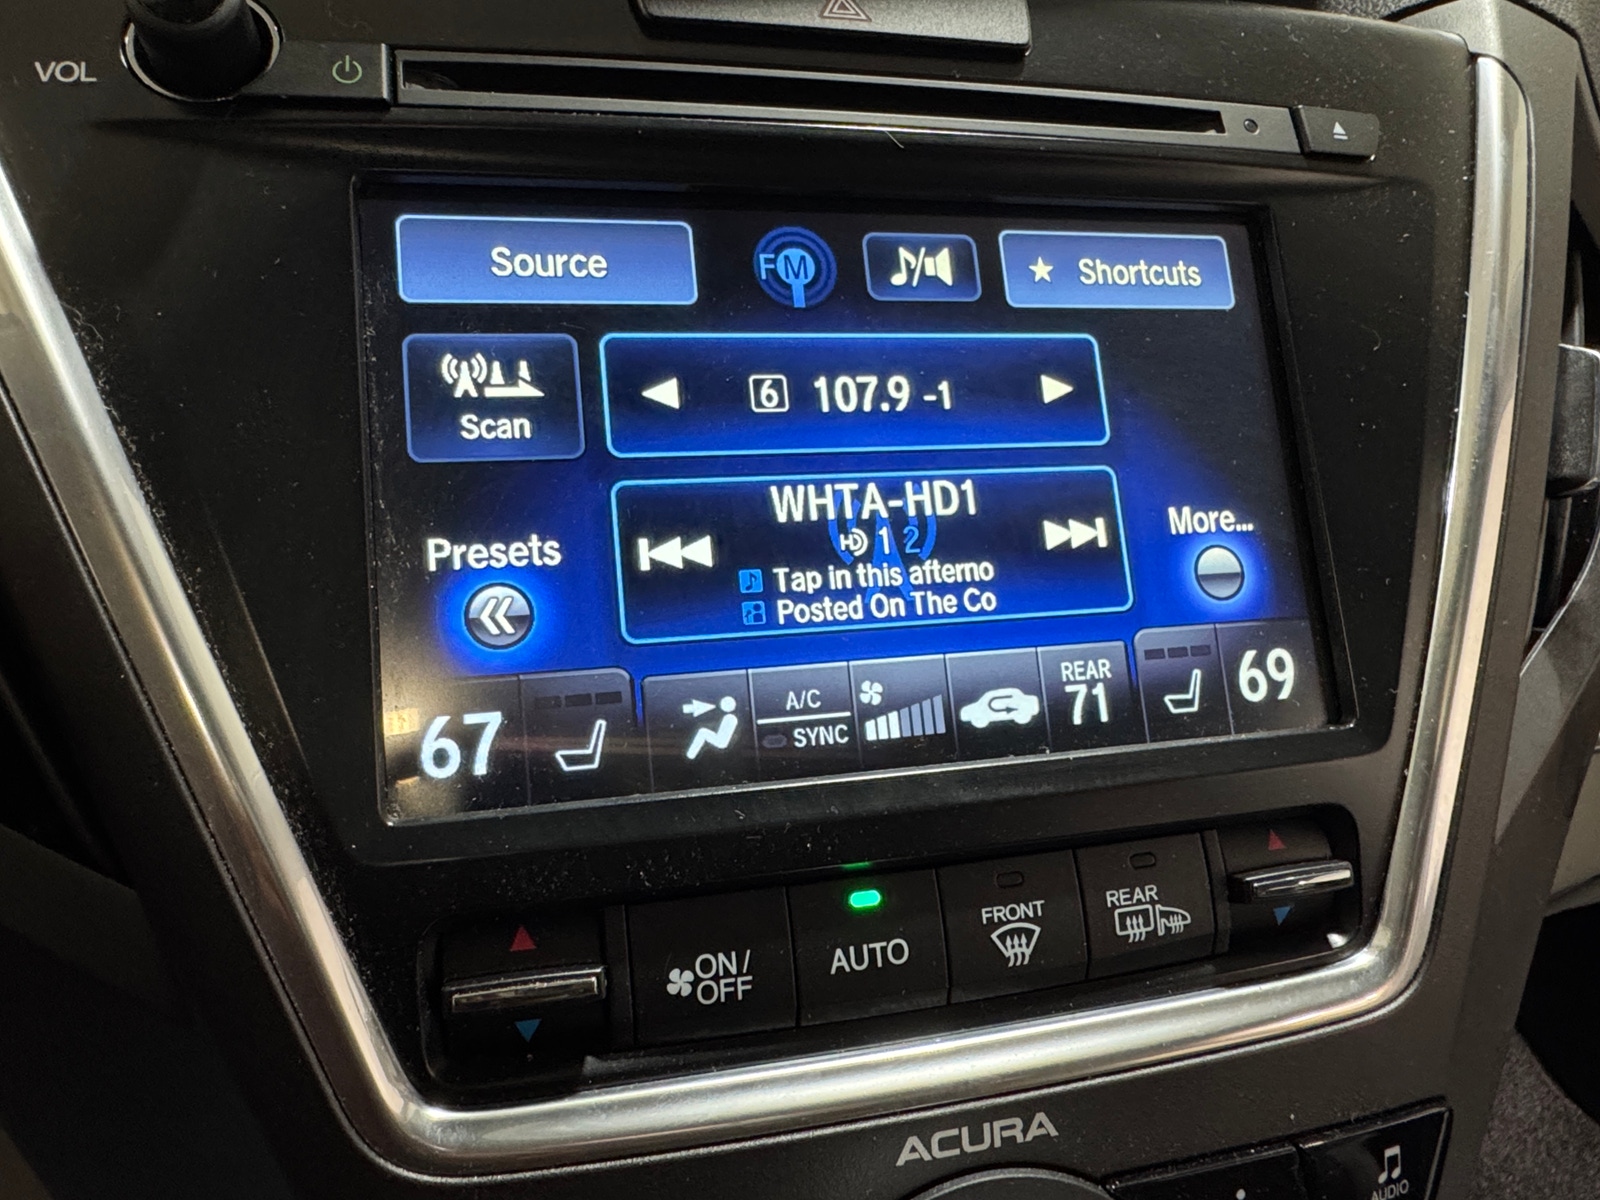 VOL
Source
FM
Shortcuts
Scan
6 107.9 -1
WHTA-HD1
HD 1 2
Tap in this afterno
Posted On The Co
Presets
More...
67
A/C
SYNC
REAR
71
69
ON/
OFF
AUTO
FRONT
REAR
ACURA
AUDIO